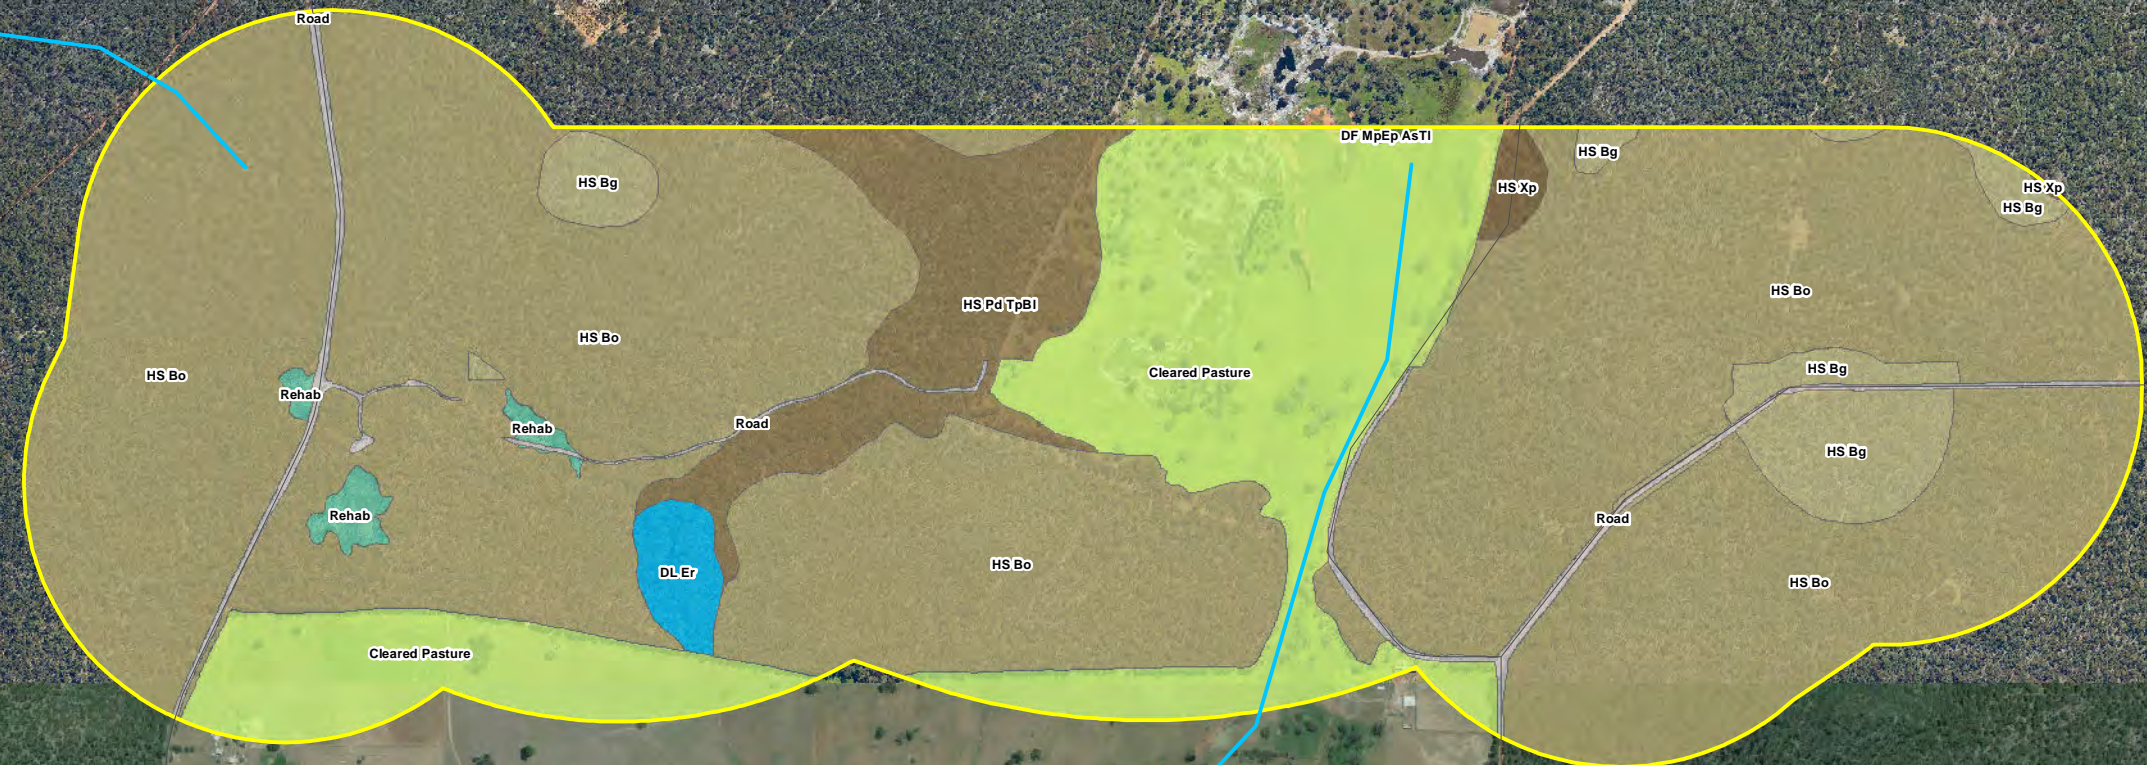 Road
DF MpEp AsTl
HS Bg
HS Bg
HS Xp
HS Xp
HS Bg
HS Bo
HS Pd TpBl
HS Bo
HS Bg
Cleared Pasture
HS Bo
Rehab
Road
Rehab
HS Bg
Rehab
Road
HS Bo
DL Er
HS Bo
Cleared Pasture